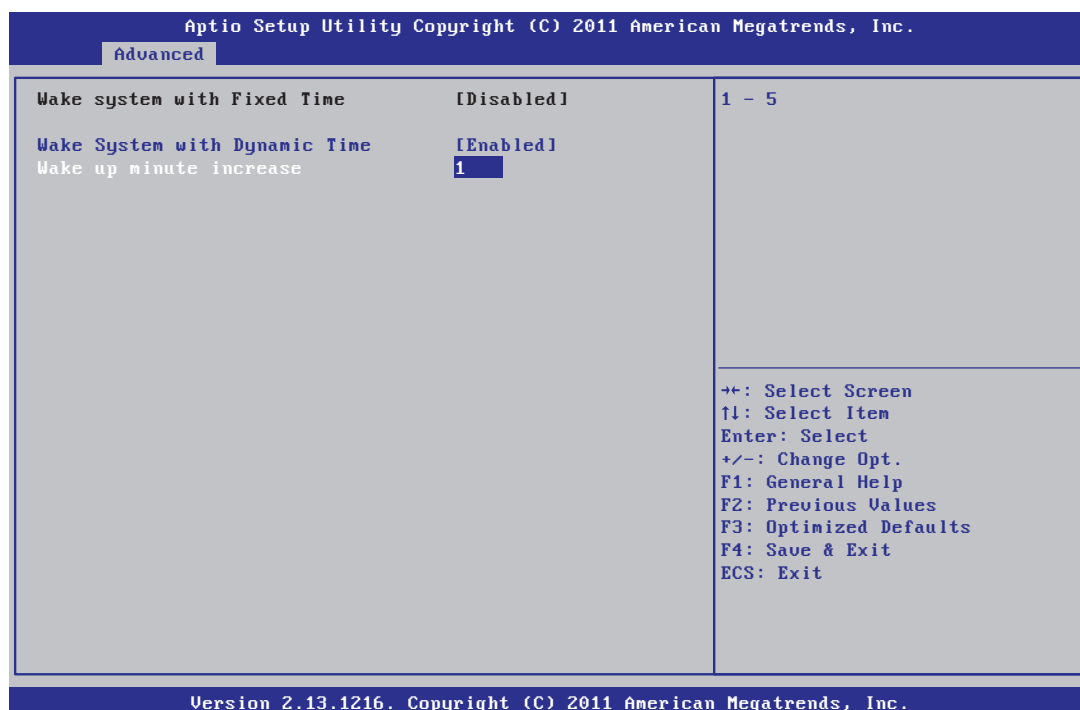 Aptio Setup Utility Copyright (C) 2011 American Megatrends, Inc.
Advanced
Wake system with Fixed Time [Disabled]
Wake System with Dynamic Time [Enabled]
Wake up minute increase 1
1 - 5
→←: Select Screen
↑↓: Select Item
Enter: Select
+/-: Change Opt.
F1: General Help
F2: Previous Values
F3: Optimized Defaults
F4: Save & Exit
ECS: Exit
Version 2.13.1216. Copyright (C) 2011 American Megatrends, Inc.